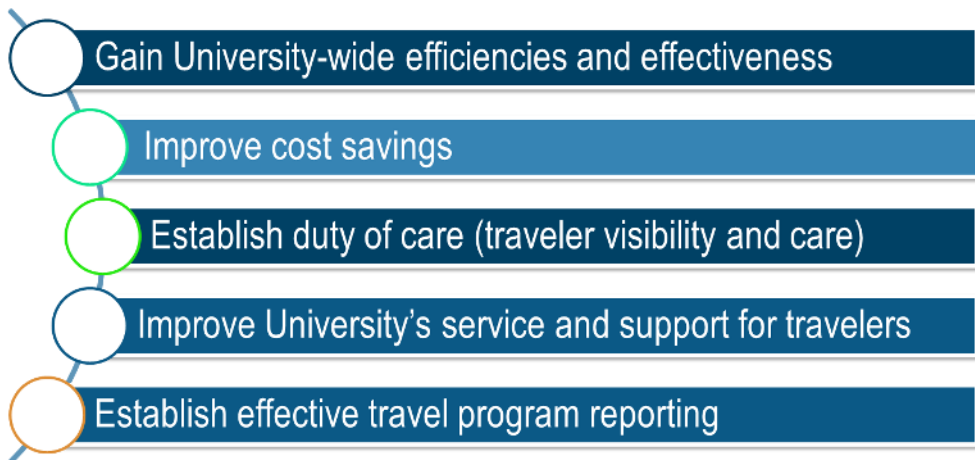 Gain University-wide efficiencies and effectiveness
Improve cost savings
Establish duty of care (traveler visibility and care)
Improve University’s service and support for travelers
Establish effective travel program reporting